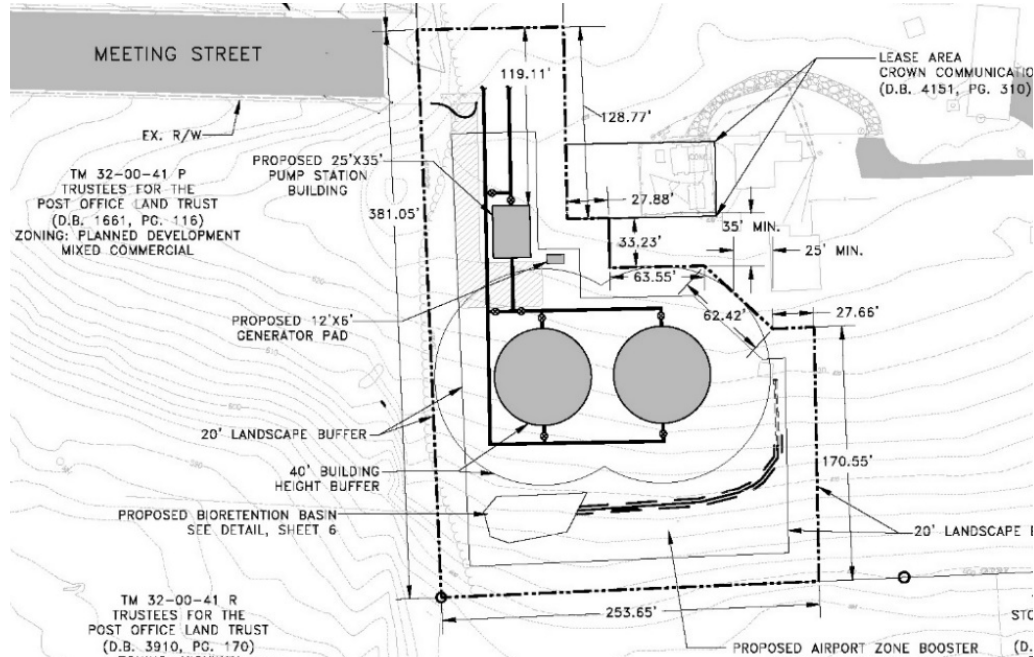 MEETING STREET
119.11'
128.77'
LEASE AREA
CROWN COMMUNICATIO
(D.B. 4151, PG. 310)
EX. R/W
PROPOSED 25'X35'
PUMP STATION
BUILDING
TM 32-00-41 P
TRUSTEES FOR THE
POST OFFICE LAND TRUST
(D.B. 1661, PG. 116)
ZONING: PLANNED DEVELOPMENT
MIXED COMMERCIAL
381.05'
27.88'
35' MIN.
33.23'
25' MIN.
63.55'
62.42'
27.66'
PROPOSED 12'X6'
GENERATOR PAD
20' LANDSCAPE BUFFER
40' BUILDING
HEIGHT BUFFER
170.55'
PROPOSED BIORETENTION BASIN
SEE DETAIL, SHEET 6
20' LANDSCAPE
TM 32-00-41 R
TRUSTEES FOR THE
POST OFFICE LAND TRUST
(D.B. 3910, PG. 170)
253.65'
STO
PROPOSED AIRPORT ZONE BOOSTER
(D.